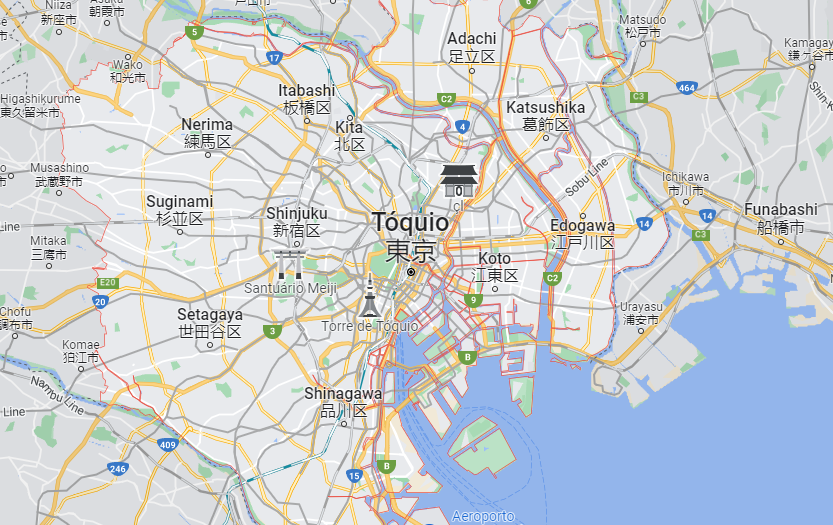 Niiza
新座市
朝霞市
戸田市
6
Matsudo
松戸市
5
Adachi
足立区
Kamagaya
鎌ケ谷市
17
Wako
和光市
464
Itabashi
板橋区
C2
C3
Higashikurume
東久留米市
Katsushika
葛飾区
Nerima
練馬区
Kita
北区
4
Musashino
武蔵野市
Sobu Line
Ichikawa
市川市
Suginami
杉並区
Shinjuku
新宿区
Tóquio
東京
Funabashi
船橋市
14
14
C3
Line
Mitaka
三鷹市
Edogawa
江戸川区
Koto
江東区
C2
E20
20
Santuário Meiji
9
Chofu
調布市
Setagaya
世田谷区
3
Torre de Tóquio
Urayasu
浦安市
Komae
狛江市
B
Nambu Line
Line
Shinagawa
品川区
409
246
B
15
Aeroporto